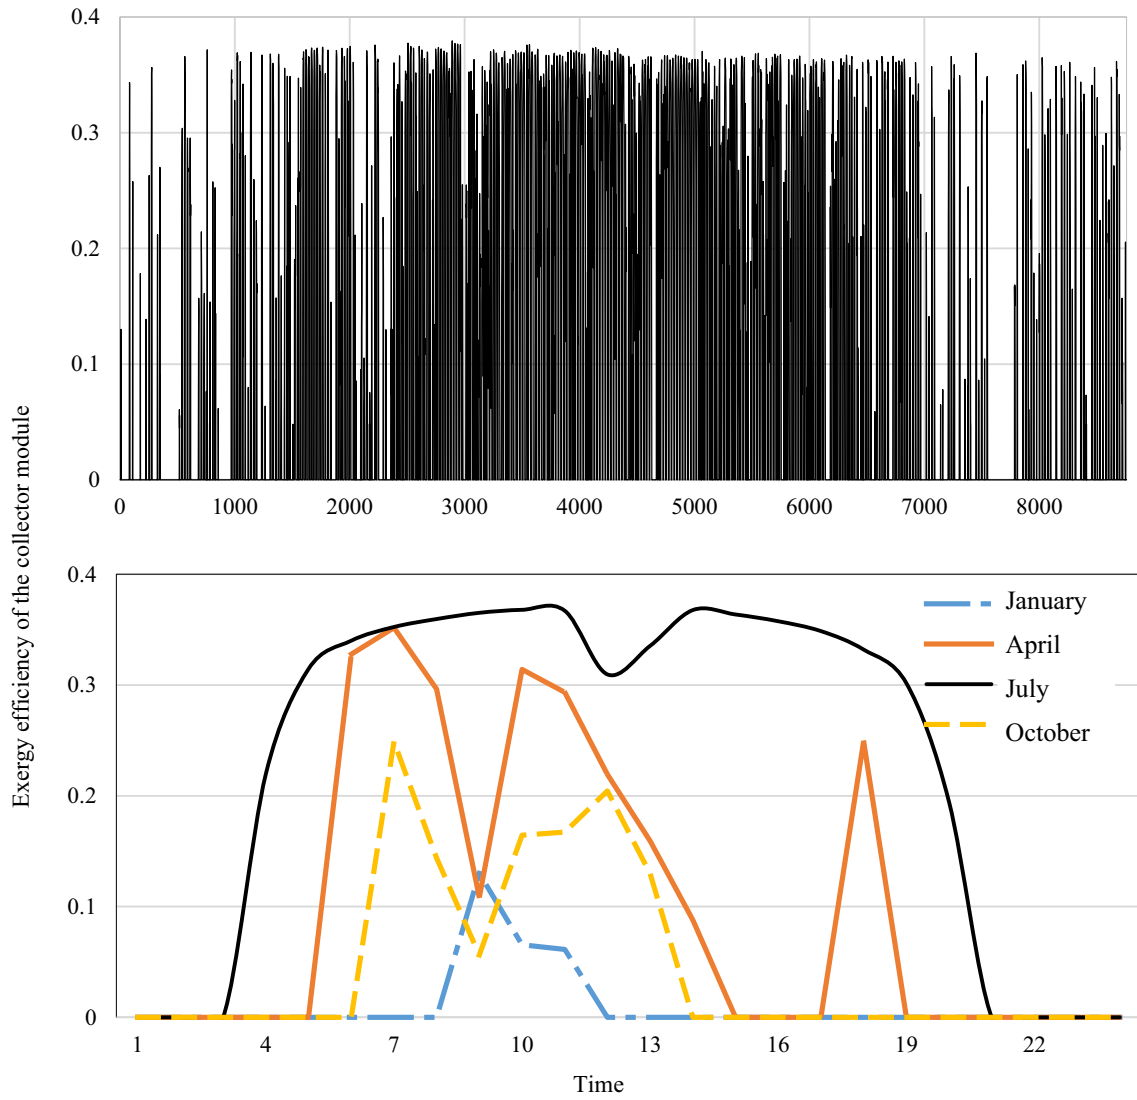 0.4
0.3
0.2
0.1
0
0 1000 2000 3000 4000 5000 6000 7000 8000
Exergy efficiency of the collector module
0.4
0.3
0.2
0.1
0
January
April
July
October
1 4 7 10 13 16 19 22
Time